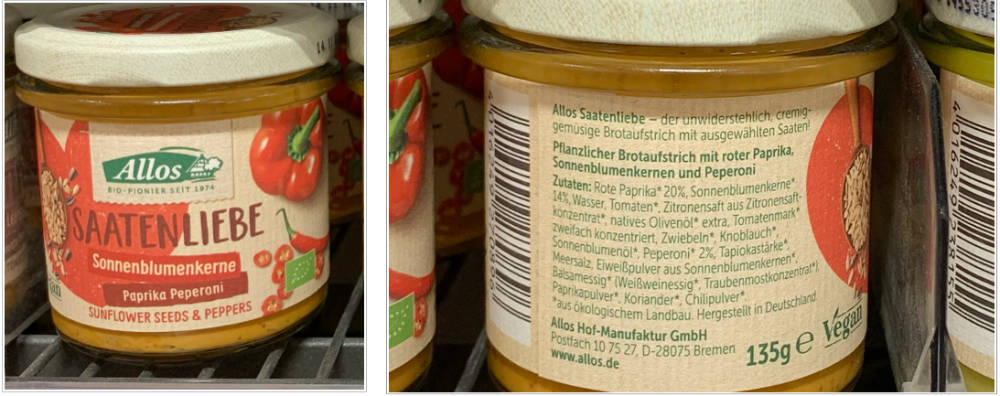 Allos
BIO-PIONIER SEIT 1974
SAATENLIEBE
Sonnenblumenkerne
Paprika Peperoni
SUNFLOWER SEEDS & PEPPERS
Allos Saatenliebe – der unwiderstehlich, cremig-
gemüsige Brotaufstrich mit ausgewählten Saaten!
Pflanzlicher Brotaufstrich mit roter Paprika,
Sonnenblumenkernen und Peperoni
Zutaten: Rote Paprika* 20%, Sonnenblumenkerne*
14%, Wasser, Tomaten*, Zitronensaft aus Zitronensaft-
konzentrat*, natives Olivenöl* extra, Tomatenmark*
zweifach konzentriert, Zwiebeln*, Knoblauch*,
Sonnenblumenöl*, Peperoni* 2%, Tapiokastärke*,
Meersalz, Eiweißpulver aus Sonnenblumenkernen*,
Balsamessig* (Weißweinessig*, Traubenmostkonzentrat*),
Paprikapulver*, Koriander*, Chilipulver*.
*aus ökologischem Landbau. Hergestellt in Deutschland.
Allos Hof-Manufaktur GmbH
Postfach 10 75 27, D-28075 Bremen
www.allos.de
135g e Vegan